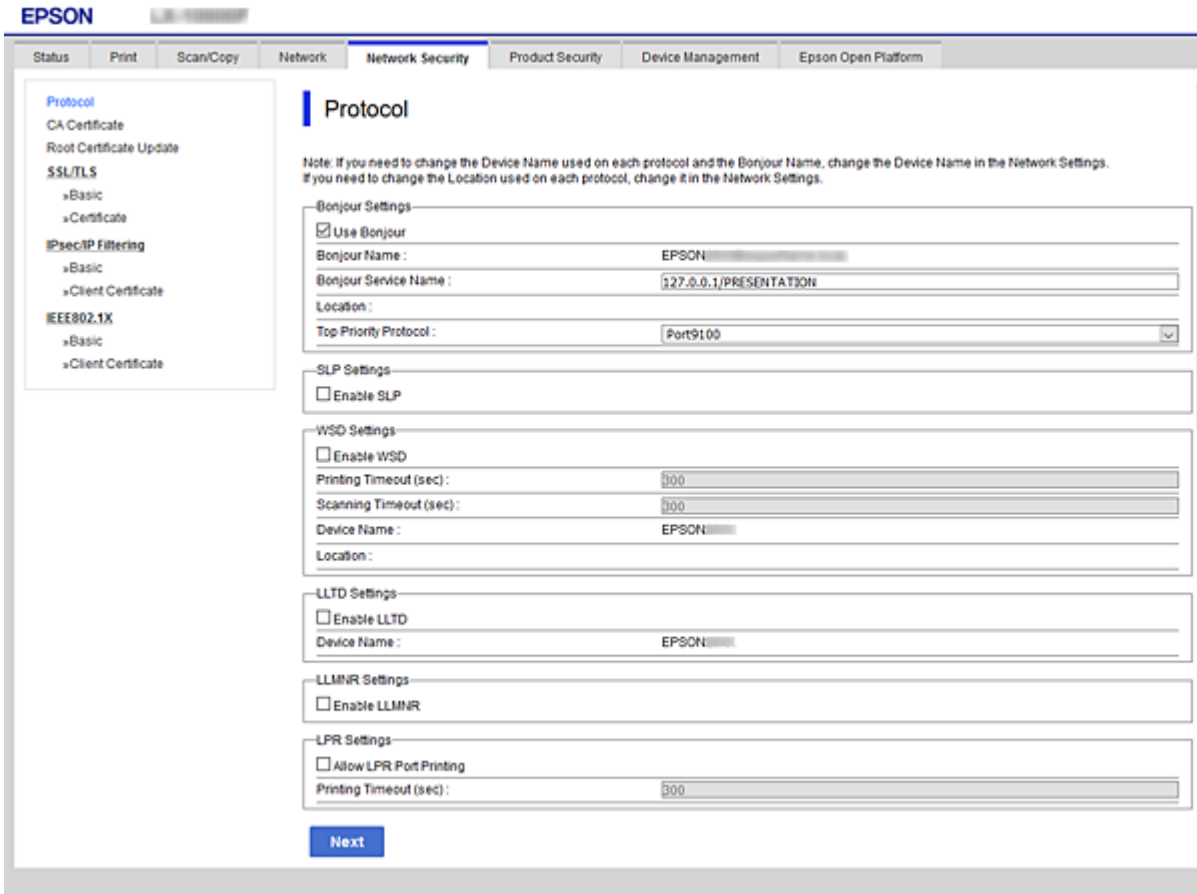 EPSON
Status Print Scan/Copy Network Network Security Product Security Device Management Epson Open Platform
Protocol
CA Certificate
Root Certificate Update
SSL/TLS
»Basic
»Certificate
IPsec/IP Filtering
»Basic
»Client Certificate
IEEE802.1X
»Basic
»Client Certificate
Protocol
Note: If you need to change the Device Name used on each protocol and the Bonjour Name, change the Device Name in the Network Settings.
If you need to change the Location used on each protocol, change it in the Network Settings.
Bonjour Settings
Use Bonjour
Bonjour Name : EPSON
Bonjour Service Name : 127.0.0.1/PRESENTATION
Location :
Top Priority Protocol : Port9100
SLP Settings
Enable SLP
WSD Settings
Enable WSD
Printing Timeout (sec) : 300
Scanning Timeout (sec) : 300
Device Name : EPSON
Location :
LLTD Settings
Enable LLTD
Device Name : EPSON
LLMNR Settings
Enable LLMNR
LPR Settings
Allow LPR Port Printing
Printing Timeout (sec) : 300
Next